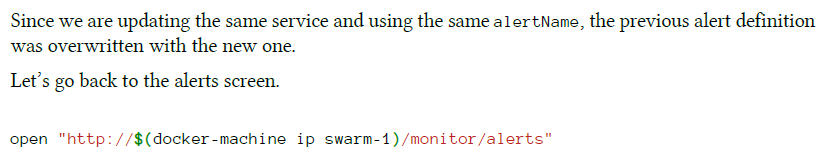 Since we are updating the same service and using the same alertName, the previous alert definition
was overwritten with the new one.
Let’s go back to the alerts screen.
open "http://$(docker-machine ip swarm-1)/monitor/alerts"